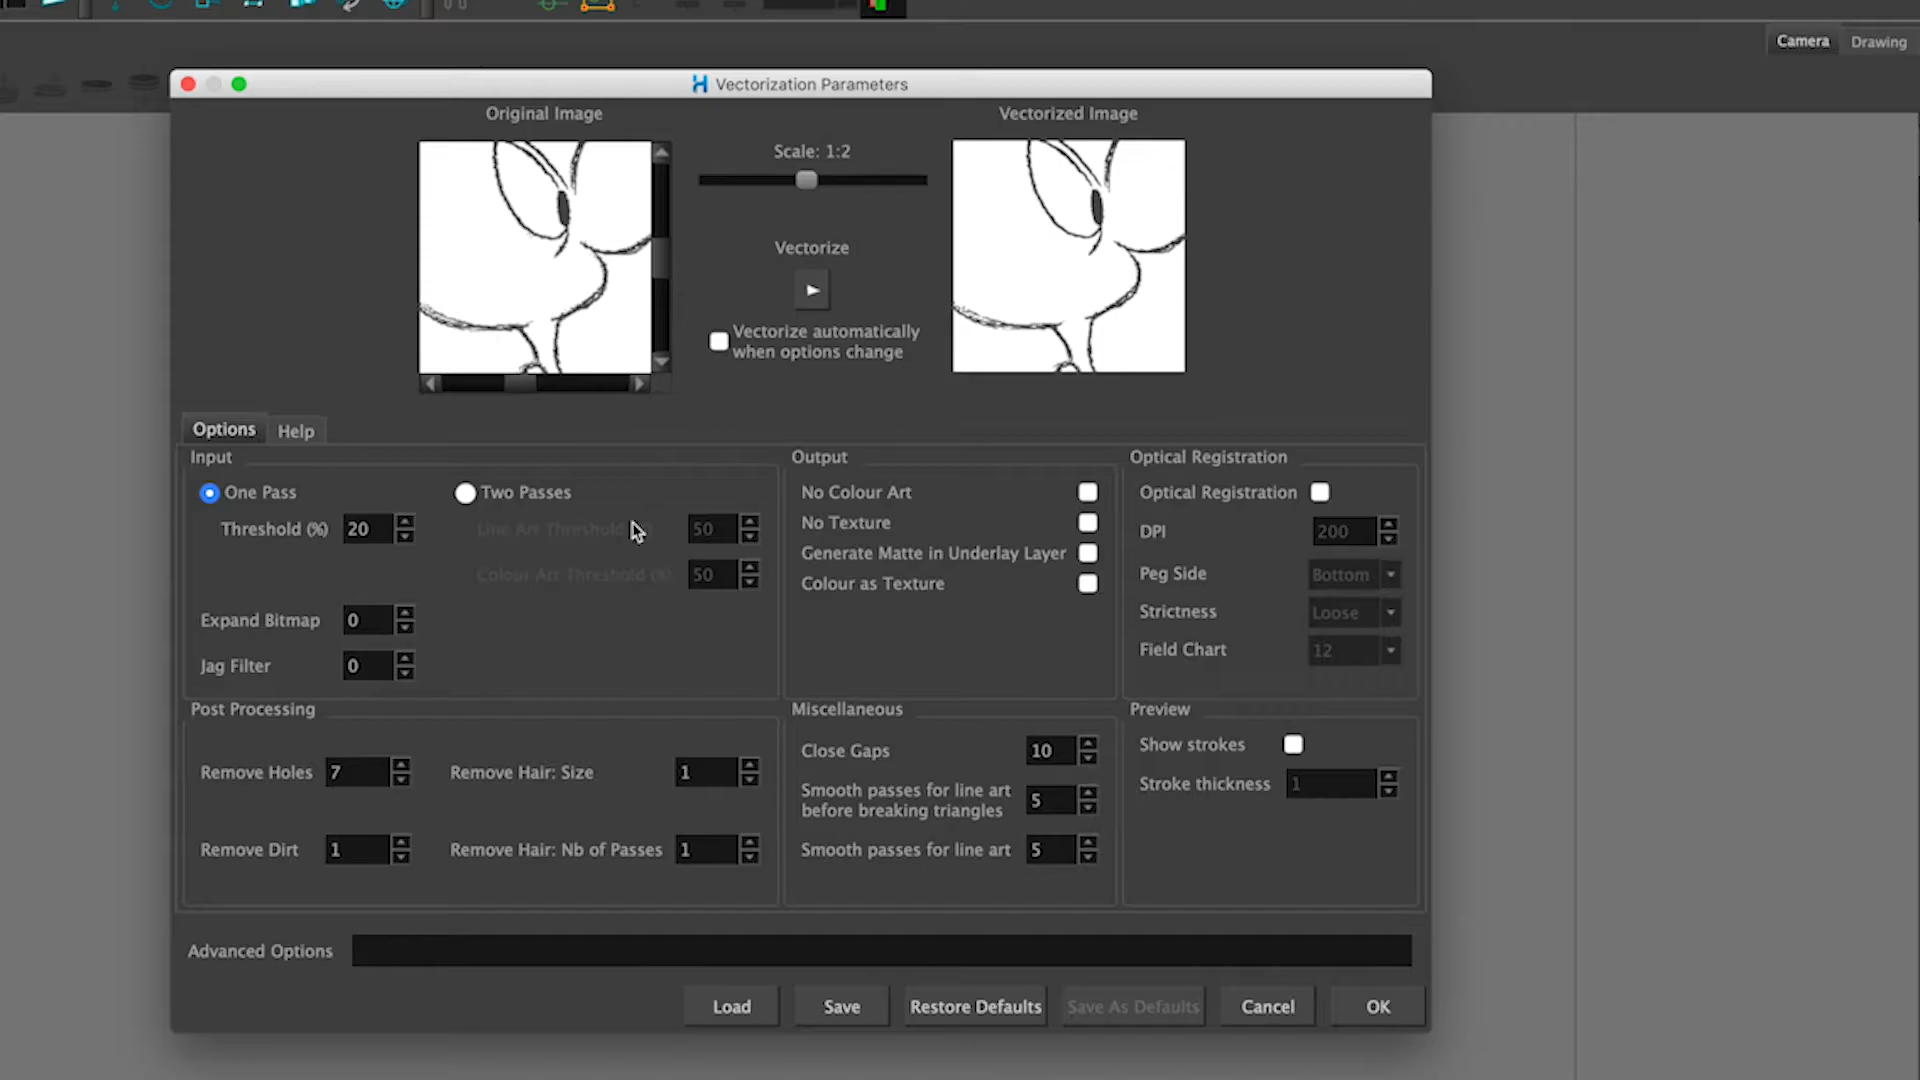 Camera
Drawing
Vectorization Parameters
Original Image
Vectorized Image
Scale: 1:2
Vectorize
Vectorize automatically
when options change
Options
Help
Input
One Pass
Two Passes
Threshold (%)
20
Line Art Threshold
50
Colour Art Threshold (%)
50
Expand Bitmap
0
Jag Filter
0
Output
No Colour Art
No Texture
Generate Matte in Underlay Layer
Colour as Texture
Optical Registration
Optical Registration
DPI
200
Peg Side
Bottom
Strictness
Loose
Field Chart
12
Post Processing
Remove Holes
7
Remove Hair: Size
1
Remove Dirt
1
Remove Hair: Nb of Passes
1
Miscellaneous
Close Gaps
10
Smooth passes for line art
before breaking triangles
5
Smooth passes for line art
5
Preview
Show strokes
Stroke thickness
1
Advanced Options
Load
Save
Restore Defaults
Save As Defaults
Cancel
OK